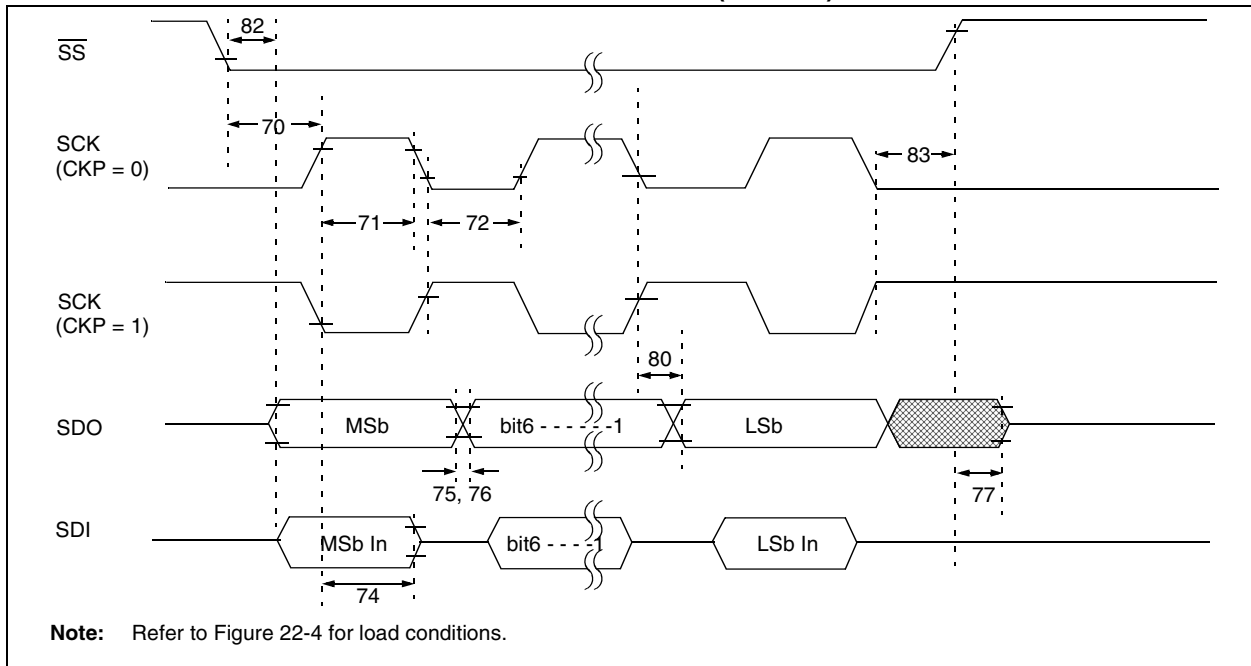 82
SS
70
SCK
(CKP = 0)
83
71
72
SCK
(CKP = 1)
80
SDO
MSb
bit6 - - - - - -1
LSb
75, 76
77
SDI
MSb In
bit6 - - - -1
LSb In
74
Note: Refer to Figure 22-4 for load conditions.